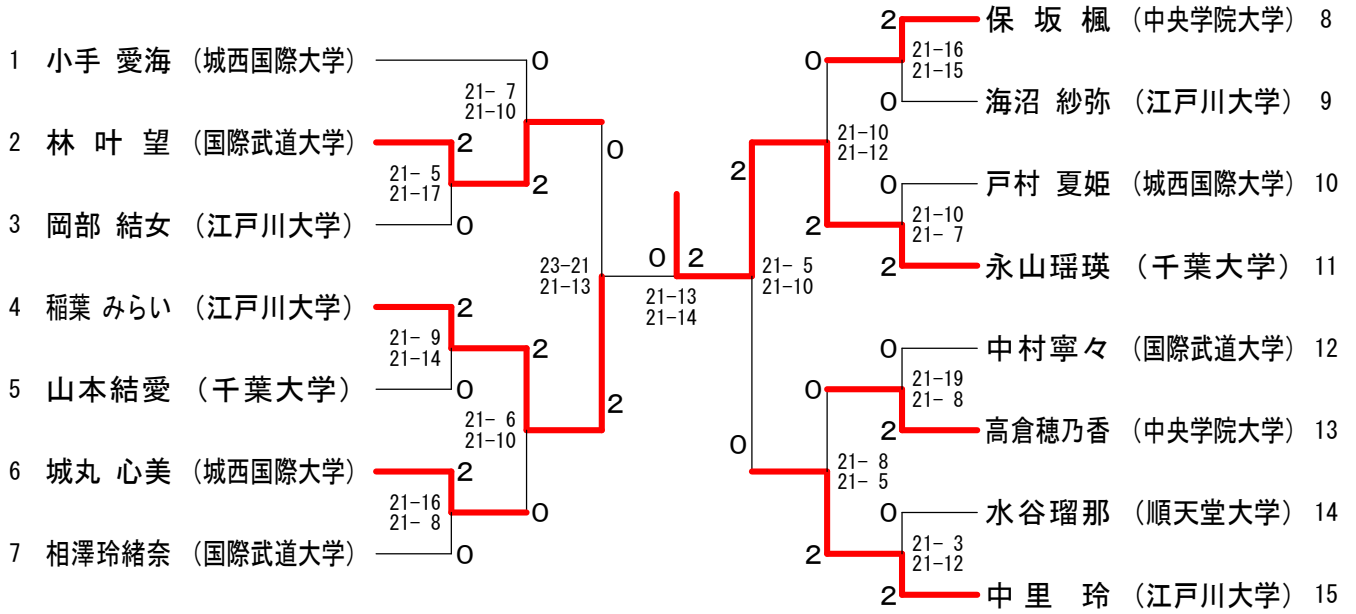 1 小手 愛海 (城西国際大学) 0
21- 7
21-10
2 林 叶 望 (国際武道大学) 2
0
21- 5
21-17
2
3 岡部 結女 (江戸川大学) 0
23-21
21-13
4 稲葉 みらい (江戸川大学) 2
21- 9
21-14
2
5 山本結愛 (千葉大学) 0
2
21- 6
21-10
6 城丸 心美 (城西国際大学) 2
21-16
21- 8
0
7 相澤玲緒奈 (国際武道大学) 0
0 2
21-13
21-14
2 保 坂 楓 (中央学院大学) 8
21-16
21-15
0
0 海沼 紗弥 (江戸川大学) 9
21-10
21-12
2
0 戸村 夏姫 (城西国際大学) 10
21-10
21- 7
2
2 永山瑶瑛 (千葉大学) 11
21- 5
21-10
0 中村寧々 (国際武道大学) 12
21-19
21- 8
0
2 高倉穂乃香 (中央学院大学) 13
0
21- 8
21- 5
0 水谷瑠那 (順天堂大学) 14
21- 3
21-12
2
2 中 里 玲 (江戸川大学) 15